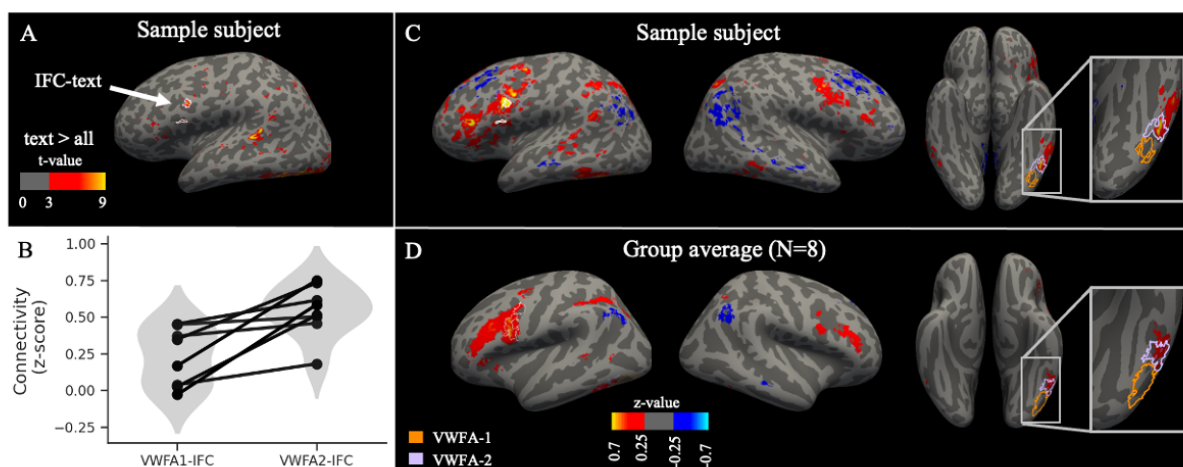 A
Sample subject
IFC-text
text > all
t-value
0 3 9
B
1.00
0.75
0.50
0.25
0.00
−0.25
Connectivity
(z-score)
VWFA1-IFC
VWFA2-IFC
C
Sample subject
D
Group average (N=8)
z-value
0.7 0.25 -0.25 -0.7
VWFA-1
VWFA-2